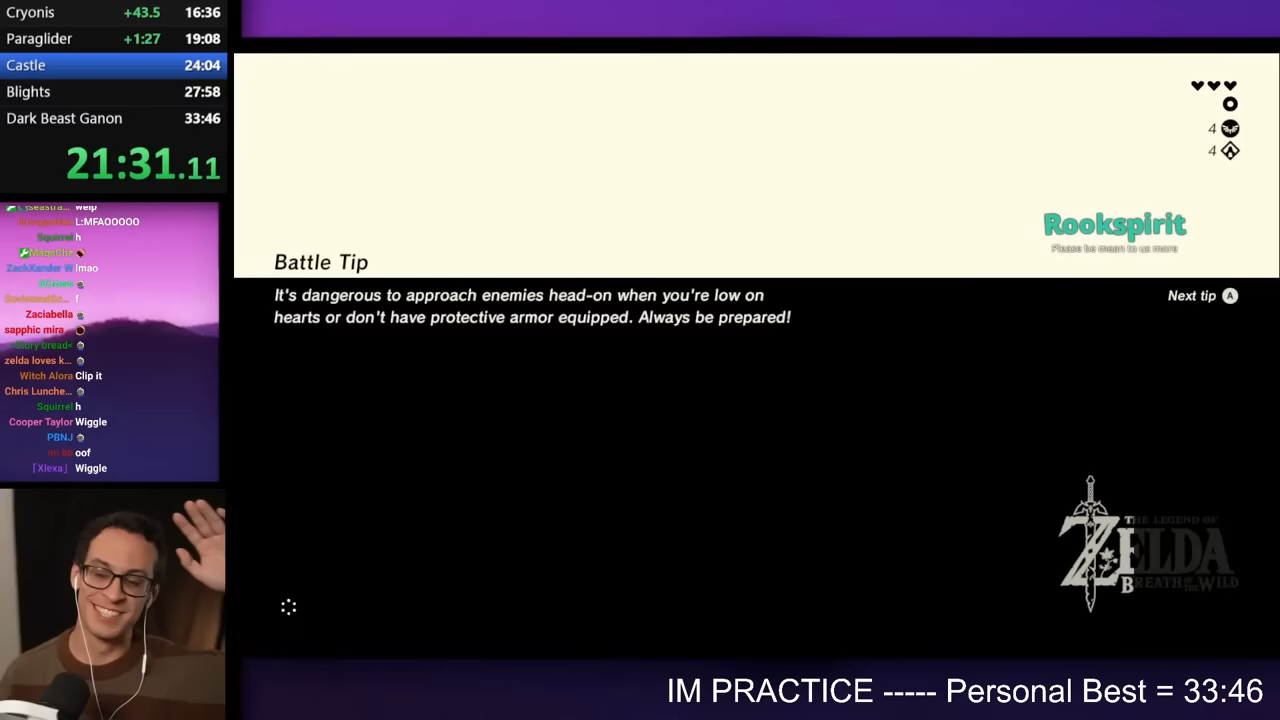 Cryonis +43.5 16:36
Paraglider +1:27 19:08
Castle 24:04
Blights 27:58
Dark Beast Ganon 33:46
21:31.11
welp
L:MFAOOOOO
Squirrel h
ZackXander W lmao
f
Zaciabella
sapphic mira...
zelda loves k...
Witch Alora Clip it
Chris Lunche...
Squirrel h
Cooper Taylor Wiggle
PBNJ
oof
「Xlexa」 Wiggle
4
4
Rookspirit
Please be mean to us more
Battle Tip
It's dangerous to approach enemies head-on when you're low on
hearts or don't have protective armor equipped. Always be prepared!
Next tip A
THE LEGEND OF
ZELDA
BREATH OF THE WILD
IM PRACTICE ----- Personal Best = 33:46